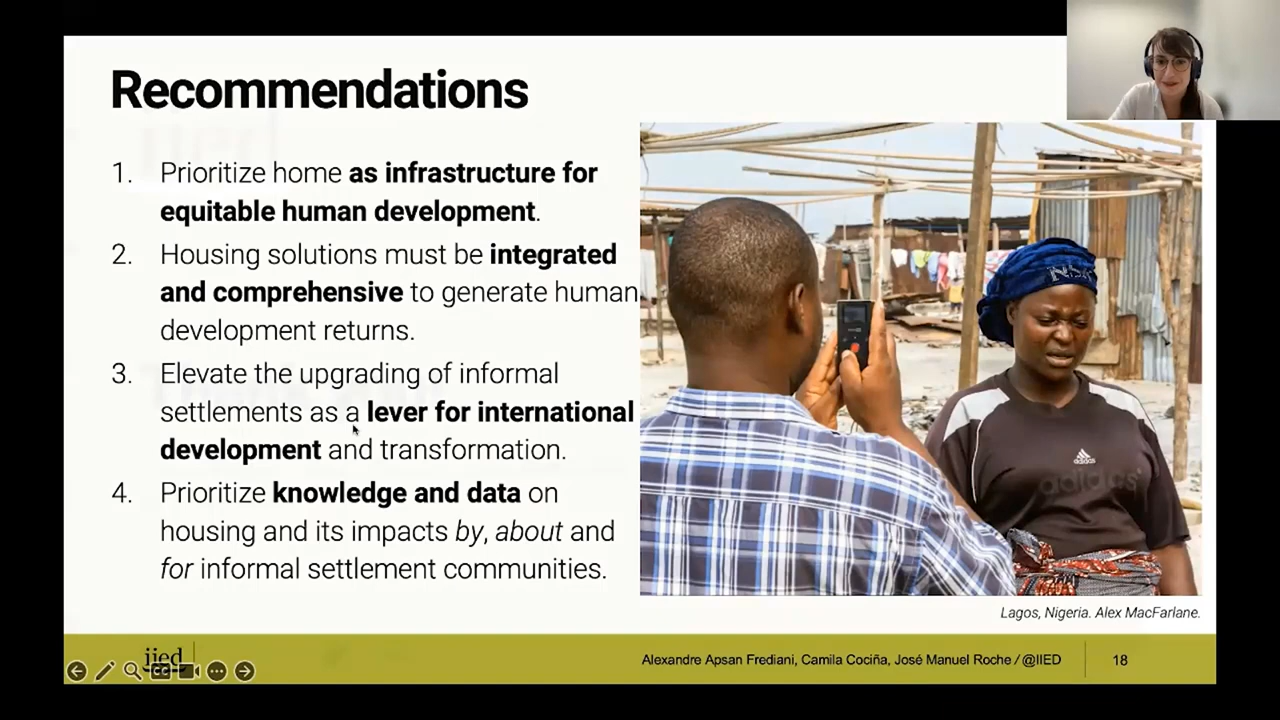 Recommendations
1. Prioritize home as infrastructure for
equitable human development.
2. Housing solutions must be integrated
and comprehensive to generate human
development returns.
3. Elevate the upgrading of informal
settlements as a lever for international
development and transformation.
4. Prioritize knowledge and data on
housing and its impacts by, about and
for informal settlement communities.
adidas
adidas
Lagos, Nigeria. Alex MacFarlane.
iied
Alexandre Apsan Frediani, Camila Cociña, José Manuel Roche / @IIED
18